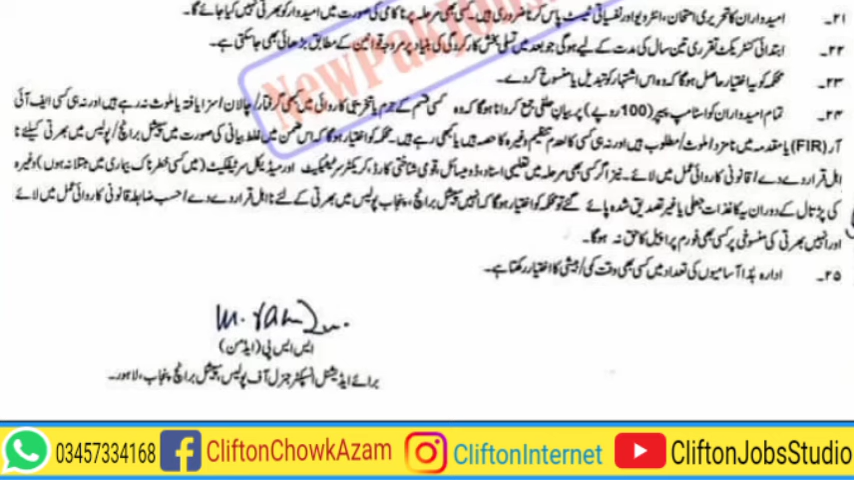 ۲۱۔ امیدواران کا تحریری امتحان، انٹرویو اور نفسیاتی ٹیسٹ پاس کرنا ضروری ہیں۔ کسی بھی مرحلہ پر ناکامی کی صورت میں امیدوار کو بھرتی نہیں کیا جائے گا۔
۲۲۔ ابتدائی کنٹریکٹ تقرری تین سال کی مدت کے لیے ہوگی جو بعد میں تسلی بخش کارکردگی کی بنیاد پر مروجہ قوانین کے مطابق بڑھائی بھی جا سکتی ہے۔
۲۳۔ محکمہ کو یہ اختیار حاصل ہوگا کہ وہ اس اشتہار کو تبدیل یا منسوخ کر دے۔
۲۴۔ تمام امیدواران کو اسٹامپ پیپر (100 روپے) پر بیان حلفی جمع کروانا ہوگا کہ وہ کسی قسم کے جرم یا تخریبی کاروائی میں کبھی گرفتار/ چالان/ سزا یافتہ یا ملوث نہ رہے ہیں اور نہ ہی کسی ایف آئی
آر (FIR) یا مقدمہ میں نامزد/ ملوث/ مطلوب ہیں اور نہ ہی کسی کالعدم تنظیم وغیرہ کا حصہ ہیں یا کبھی رہے ہیں۔ محکمہ کو اختیار ہوگا کہ اس ضمن میں غلط بیانی کی صورت میں سپیشل برانچ/ پولیس میں بھرتی کیلئے نا
اہل قرار دے دے/ قانونی کاروائی عمل میں لائے۔ نیز اگر کسی بھی مرحلہ میں تعلیمی اسناد، ڈومیسائل، قومی شناختی کارڈ، کریکٹر سرٹیفکیٹ اور میڈیکل سرٹیفکیٹ (میں کسی خطرناک بیماری میں مبتلا نہ ہوں) وغیرہ
کی پڑتال کے دوران یہ کاغذات جعلی یا غیر تصدیق شدہ پائے گئے تو محکمہ کو اختیار ہوگا کہ انہیں سپیشل برانچ، پنجاب پولیس میں بھرتی کے لئے نا اہل قرار دے دے/ حسب ضابطہ قانونی کاروائی عمل میں لائے
اور انہیں بھرتی کی منسوخی پر کسی بھی فورم پر اپیل کا حق نہ ہوگا۔
۲۵۔ ادارہ ہذا آسامیوں کی تعداد میں کسی بھی وقت کمی/ بیشی کا اختیار رکھتا ہے۔
ایس ایس پی (ایڈمن)
برائے ایڈیشنل انسپکٹر جنرل آف پولیس، سپیشل برانچ، پنجاب، لاہور۔
03457334168 CliftonChowkAzam CliftonInternet CliftonJobsStudio